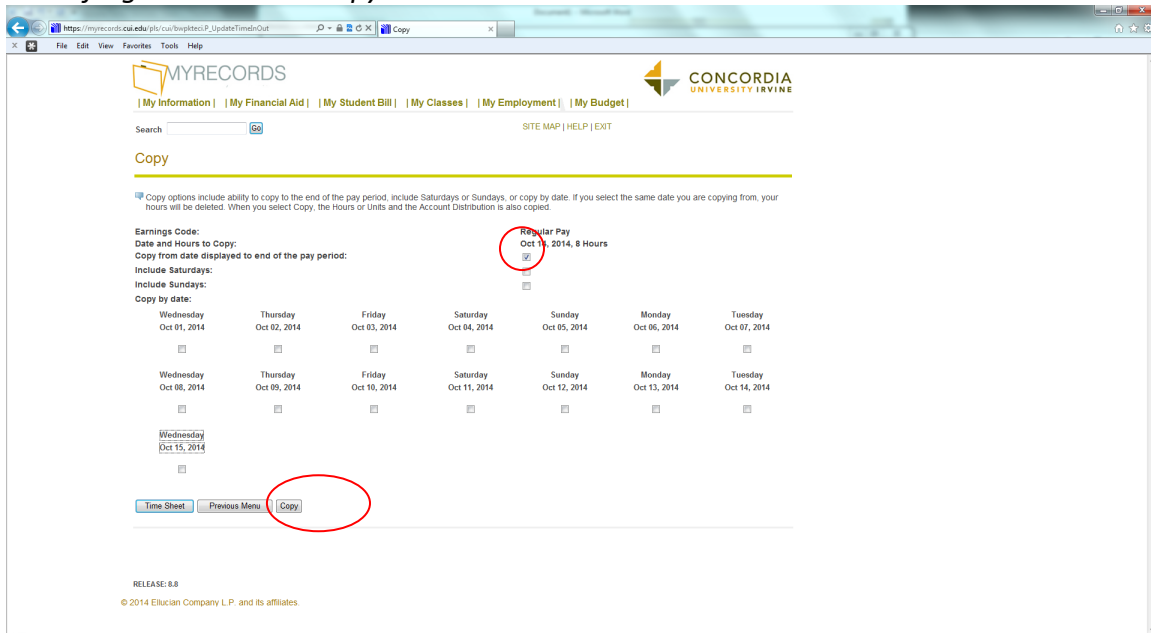 https://myrecords.cui.edu/pls/cui/bwpkteci.P_UpdateTimeInOut
Copy
File Edit View Favorites Tools Help
MYRECORDS
CONCORDIA
UNIVERSITY IRVINE
| My Information | | My Financial Aid | | My Student Bill | | My Classes | | My Employment | | My Budget |
Search Go SITE MAP | HELP | EXIT
Copy
Copy options include ability to copy to the end of the pay period, include Saturdays or Sundays, or copy by date. If you select the same date you are copying from, your
hours will be deleted. When you select Copy, the Hours or Units and the Account Distribution is also copied.
Earnings Code: Regular Pay
Date and Hours to Copy: Oct 14, 2014, 8 Hours
Copy from date displayed to end of the pay period:
Include Saturdays:
Include Sundays:
Copy by date:
Wednesday Thursday Friday Saturday Sunday Monday Tuesday
Oct 01, 2014 Oct 02, 2014 Oct 03, 2014 Oct 04, 2014 Oct 05, 2014 Oct 06, 2014 Oct 07, 2014
Wednesday Thursday Friday Saturday Sunday Monday Tuesday
Oct 08, 2014 Oct 09, 2014 Oct 10, 2014 Oct 11, 2014 Oct 12, 2014 Oct 13, 2014 Oct 14, 2014
Wednesday
Oct 15, 2014
Time Sheet Previous Menu Copy
RELEASE: 8.8
© 2014 Ellucian Company L.P. and its affiliates